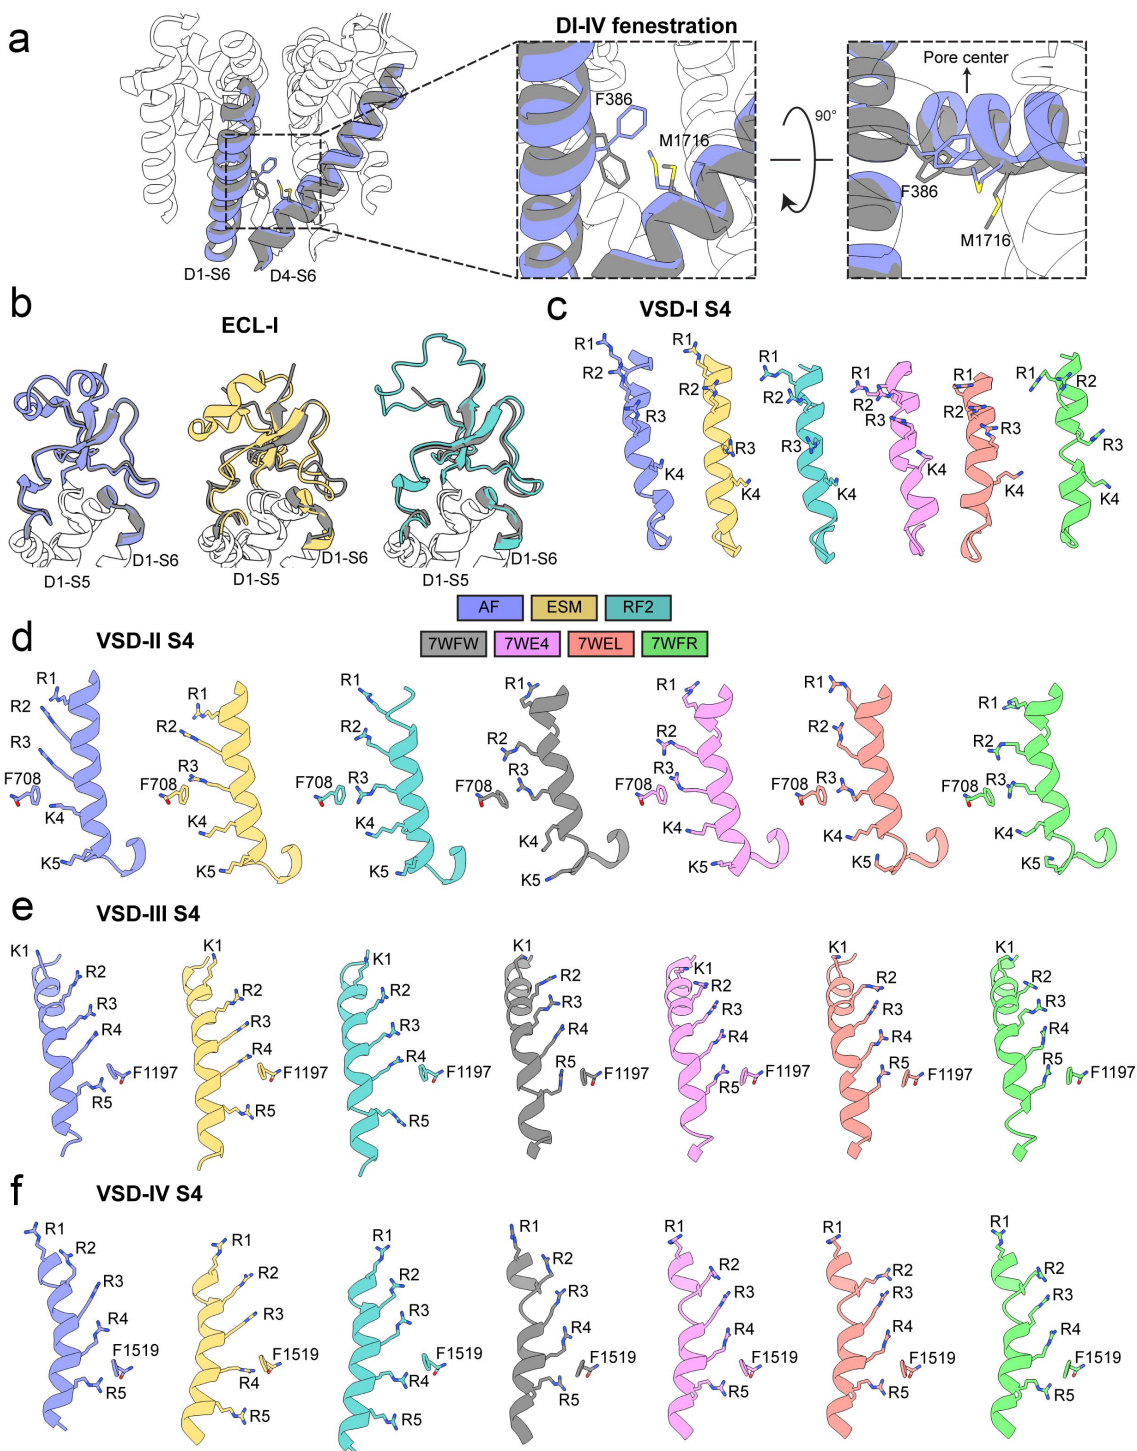 a
DI-IV fenestration
F386
M1716
90°
Pore center
F386
M1716
D1-S6 D4-S6
b
ECL-I
D1-S5
D1-S6
D1-S5
D1-S6
D1-S5
D1-S6
c
VSD-I S4
R1
R2
R3
K4
R1
R2
R3
K4
R1
R2
R3
K4
R1
R2
R3
K4
R1
R2
R3
K4
R1
R2
R3
K4
AF ESM RF2
7WFW 7WE4 7WEL 7WFR
d
VSD-II S4
R1
R2
R3
F708
K4
K5
R1
R2
R3
F708
K4
K5
R1
R2
R3
F708
K4
K5
R1
R2
R3
F708
K4
K5
R1
R2
R3
F708
K4
K5
R1
R2
R3
F708
K4
K5
R1
R2
R3
F708
K4
K5
e
VSD-III S4
K1
R2
R3
R4
F1197
R5
K1
R2
R3
R4
F1197
R5
K1
R2
R3
R4
F1197
R5
K1
R2
R3
R4
F1197
R5
K1
R2
R3
R4
F1197
R5
K1
R2
R3
R4
F1197
R5
K1
R2
R3
R4
R5
F1197
f
VSD-IV S4
R1
R2
R3
R4
F1519
R5
R1
R2
R3
F1519
R4
R5
R1
R2
R3
F1519
R4
R5
R1
R2
R3
R4
F1519
R5
R1
R2
R3
R4
F1519
R5
R1
R2
R3
R4
F1519
R5
R1
R2
R3
R4
F1519
R5